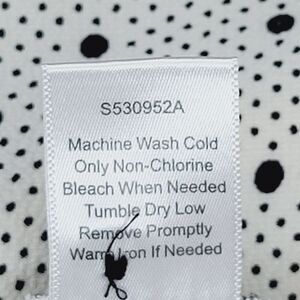 S530952A
Machine Wash Cold
Only Non-Chlorine
Bleach When Needed
Tumble Dry Low
Remove Promptly
Warm Iron If Needed